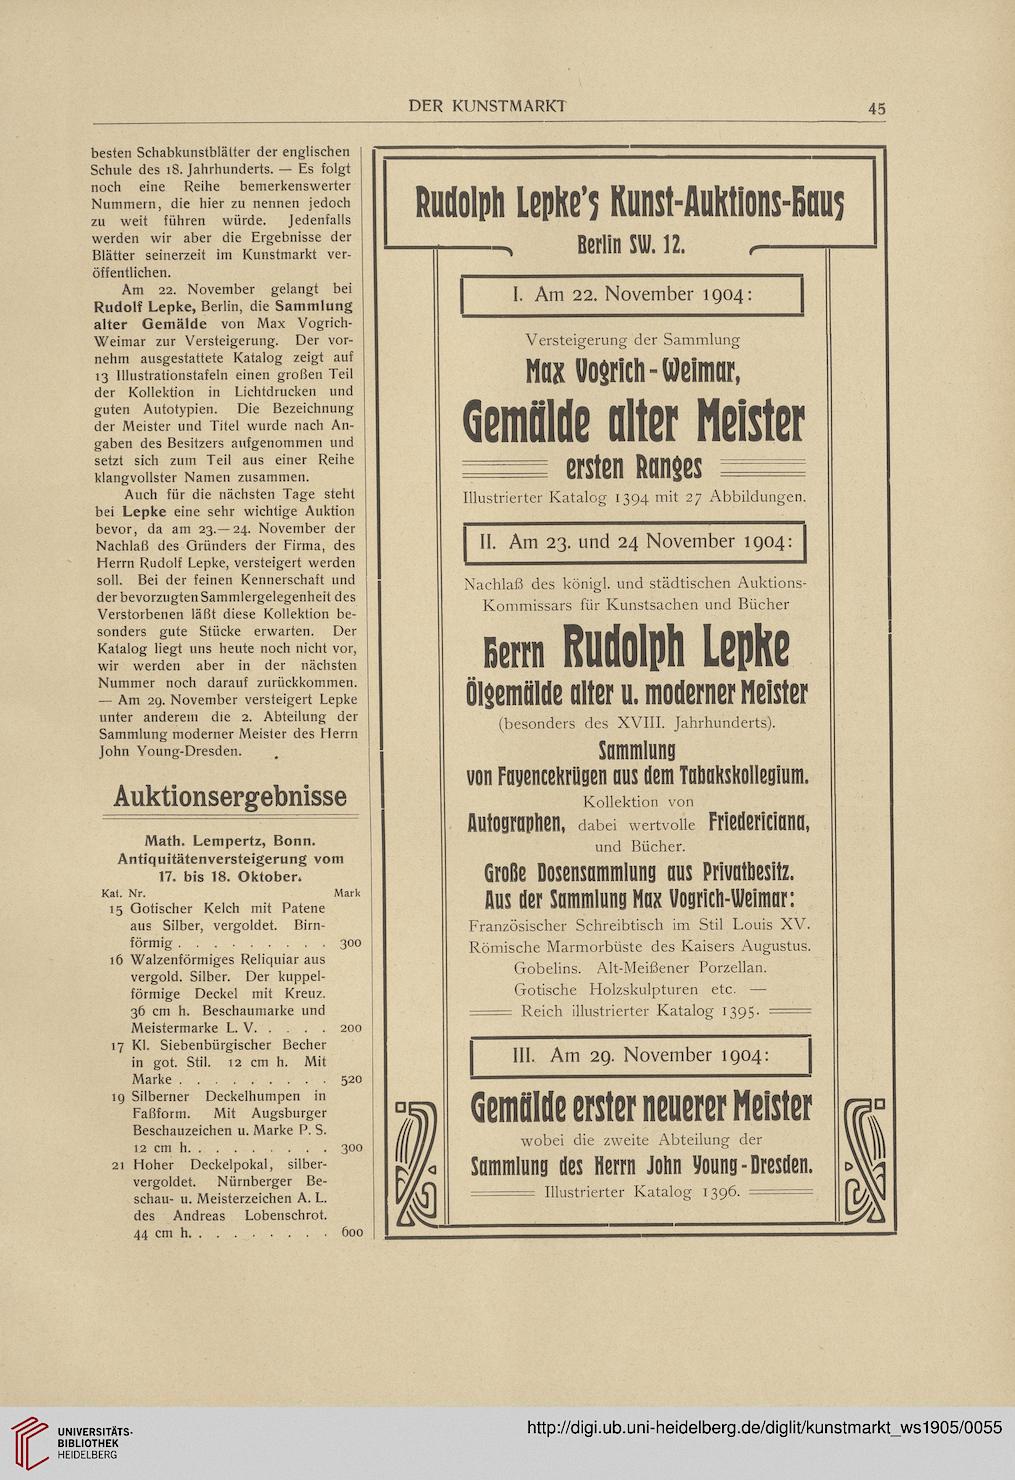 DER KUNSTMARKT
45
besten Schabkunstblätter der englischen
Schule des 18. Jahrhunderts. — Es folgt
noch eine Reihe bemerkenswerter
Nummern, die hier zu nennen jedoch
zu weit führen würde. Jedenfalls
werden wir aber die Ergebnisse der
Blätter seinerzeit im Kunstmarkt ver-
öffentlichen.
Am 22. November gelangt bei
Rudolf Lepke, Berlin, die Sammlung
alter Gemälde von Max Vogrich-
Weimar zur Versteigerung. Der vor-
nehm ausgestattete Katalog zeigt auf
13 Illustrationstafeln einen großen Teil
der Kollektion in Lichtdrucken und
guten Autotypien. Die Bezeichnung
der Meister und Titel wurde nach An-
gaben des Besitzers aufgenommen und
setzt sich zum Teil aus einer Reihe
klangvollster Namen zusammen.
Auch für die nächsten Tage steht
bei Lepke eine sehr wichtige Auktion
bevor, da am 23.—24. November der
Nachlaß des Gründers der Firma, des
Herrn Rudolf Lepke, versteigert werden
soll. Bei der feinen Kennerschaft und
der bevorzugten Sammlergelegenheit des
Verstorbenen läßt diese Kollektion be-
sonders gute Stücke erwarten. Der
Katalog liegt uns heute noch nicht vor,
wir werden aber in der nächsten
Nummer noch darauf zurückkommen.
— Am 29. November versteigert Lepke
unter anderem die 2. Abteilung der
Sammlung moderner Meister des Herrn
John Young-Dresden.
Auktionsergebnisse
Math. Lempertz, Bonn.
Antiquitätenversteigerung vom
17. bis 18. Oktober.
Kat. Nr. Mark
15 Gotischer Kelch mit Patene
aus Silber, vergoldet. Birn-
förmig . . . . . . . . . 300
16 Walzenförmiges Reliquiar aus
vergold. Silber. Der kuppel-
förmige Deckel mit Kreuz.
36 cm h. Beschaumarke und
Meistermarke L. V. . . . . 200
17 Kl. Siebenbürgischer Becher
in got. Stil. 12 cm h. Mit
Marke . . . . . . . . . 520
19 Silberner Deckelhumpen in
Faßform. Mit Augsburger
Beschauzeichen u. Marke P. S.
12 cm h. . . . . . . . . 300
21 Hoher Deckelpokal, silber-
vergoldet. Nürnberger Be-
schau- u. Meisterzeichen A. L.
des Andreas Lobenschrot.
44 cm h. . . . . . . . . 600
Rudolph Lepke's Kunst-Auktions-Haus
Berlin SW. 12.
I. Am 22. November 1904:
Versteigerung der Sammlung
Max Vogrich-Weimar,
Gemälde alter Meister
ersten Ranges
Illustrierter Katalog 1394 mit 27 Abbildungen.
II. Am 23. und 24 November 1904:
Nachlaß des königl. und städtischen Auktions-
Kommissars für Kunstsachen und Bücher
Herrn Rudolph Lepke
Ölgemälde alter u. moderner Meister
(besonders des XVIII. Jahrhunderts).
Sammlung
von Fayencekrügen aus dem Tabakskollegium.
Kollektion von
Autographen, dabei wertvolle Friedericiana,
und Bücher.
Große Dosensammlung aus Privatbesitz.
Aus der Sammlung Max Vogrich-Weimar:
Französischer Schreibtisch im Stil Louis XV.
Römische Marmorbüste des Kaisers Augustus.
Gobelins. Alt-Meißener Porzellan.
Gotische Holzskulpturen etc. —
Reich illustrierter Katalog 1395.
III. Am 29. November 1904:
Gemälde erster neuerer Meister
wobei die zweite Abteilung der
Sammlung des Herrn John Young-Dresden.
Illustrierter Katalog 1396.
UNIVERSITÄTS-
BIBLIOTHEK
HEIDELBERG
http://digi.ub.uni-heidelberg.de/diglit/kunstmarkt_ws1905/0055